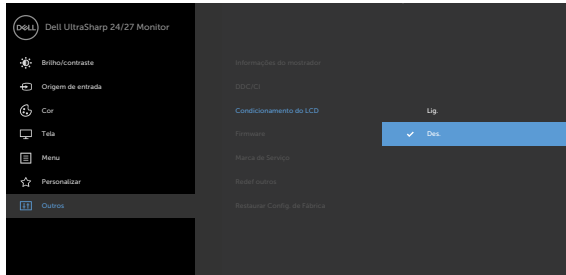 DELL Dell UltraSharp 24/27 Monitor
Brilho/contraste
Origem de entrada
Cor
Tela
Menu
Personalizar
Outros
Informações do mostrador
DDC/CI
Condicionamento do LCD
Firmware
Marca de Serviço
Redef outros
Restaurar Config. de Fábrica
Lig.
Des.